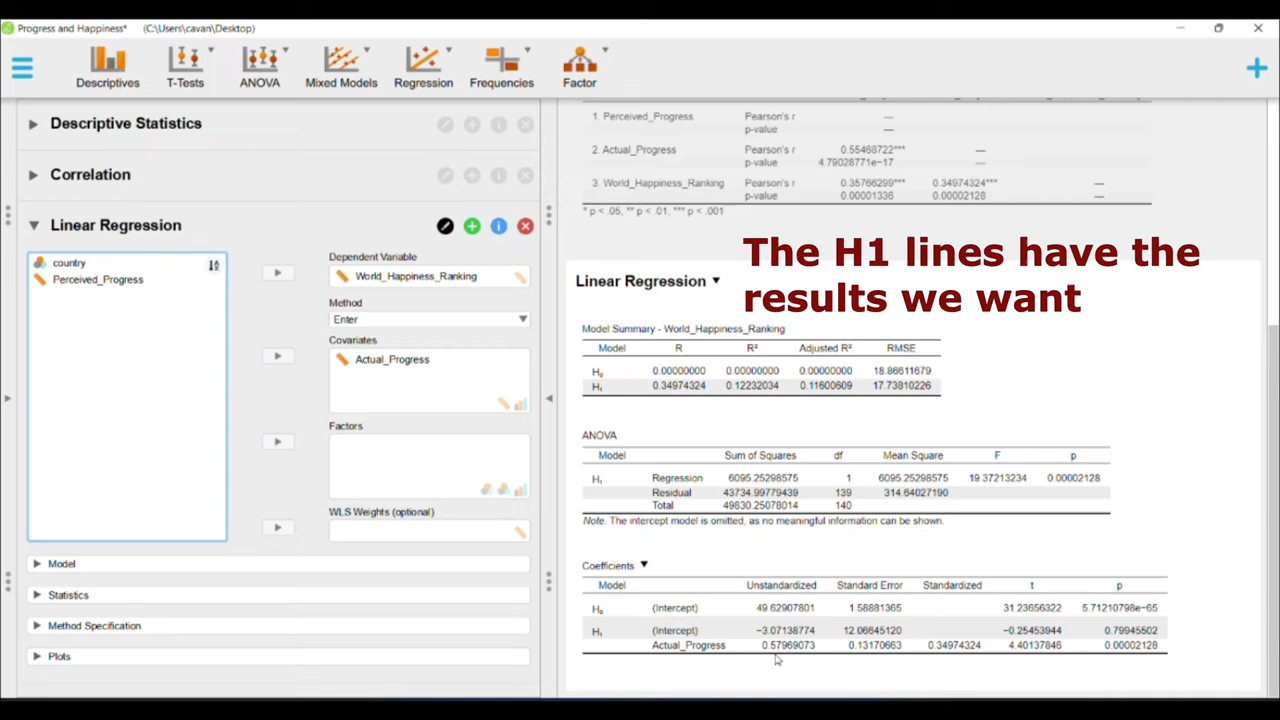 Progress and Happiness* (C:\Users\cavan\Desktop)
Descriptives T-Tests ANOVA Mixed Models Regression Frequencies Factor
Descriptive Statistics
Correlation
Linear Regression
country
Perceived_Progress
Dependent Variable
World_Happiness_Ranking
Method
Enter
Covariates
Actual_Progress
Factors
WLS Weights (optional)
Model
Statistics
Method Specification
Plots
1. Perceived_Progress Pearson's r —
p-value —
2. Actual_Progress Pearson's r 0.55468722*** —
p-value 4.79028771e-17 —
3. World_Happiness_Ranking Pearson's r 0.35766299*** 0.34974324*** —
p-value 0.00001336 0.00002128 —
* p < .05, ** p < .01, *** p < .001
The H1 lines have the
results we want
Linear Regression
Model Summary - World_Happiness_Ranking
Model R R² Adjusted R² RMSE
H₀ 0.00000000 0.00000000 0.00000000 18.86611679
H₁ 0.34974324 0.12232034 0.11600609 17.73810226
ANOVA
Model Sum of Squares df Mean Square F p
H₁ Regression 6095.25298575 1 6095.25298575 19.37213234 0.00002128
Residual 43734.99779439 139 314.64027190
Total 49830.25078014 140
Note. The intercept model is omitted, as no meaningful information can be shown.
Coefficients
Model Unstandardized Standard Error Standardized t p
H₀ (Intercept) 49.62907801 1.58881365 31.23656322 5.71210798e-65
H₁ (Intercept) −3.07138774 12.06645120 −0.25453944 0.79945502
Actual_Progress 0.57969073 0.13170663 0.34974324 4.40137846 0.00002128